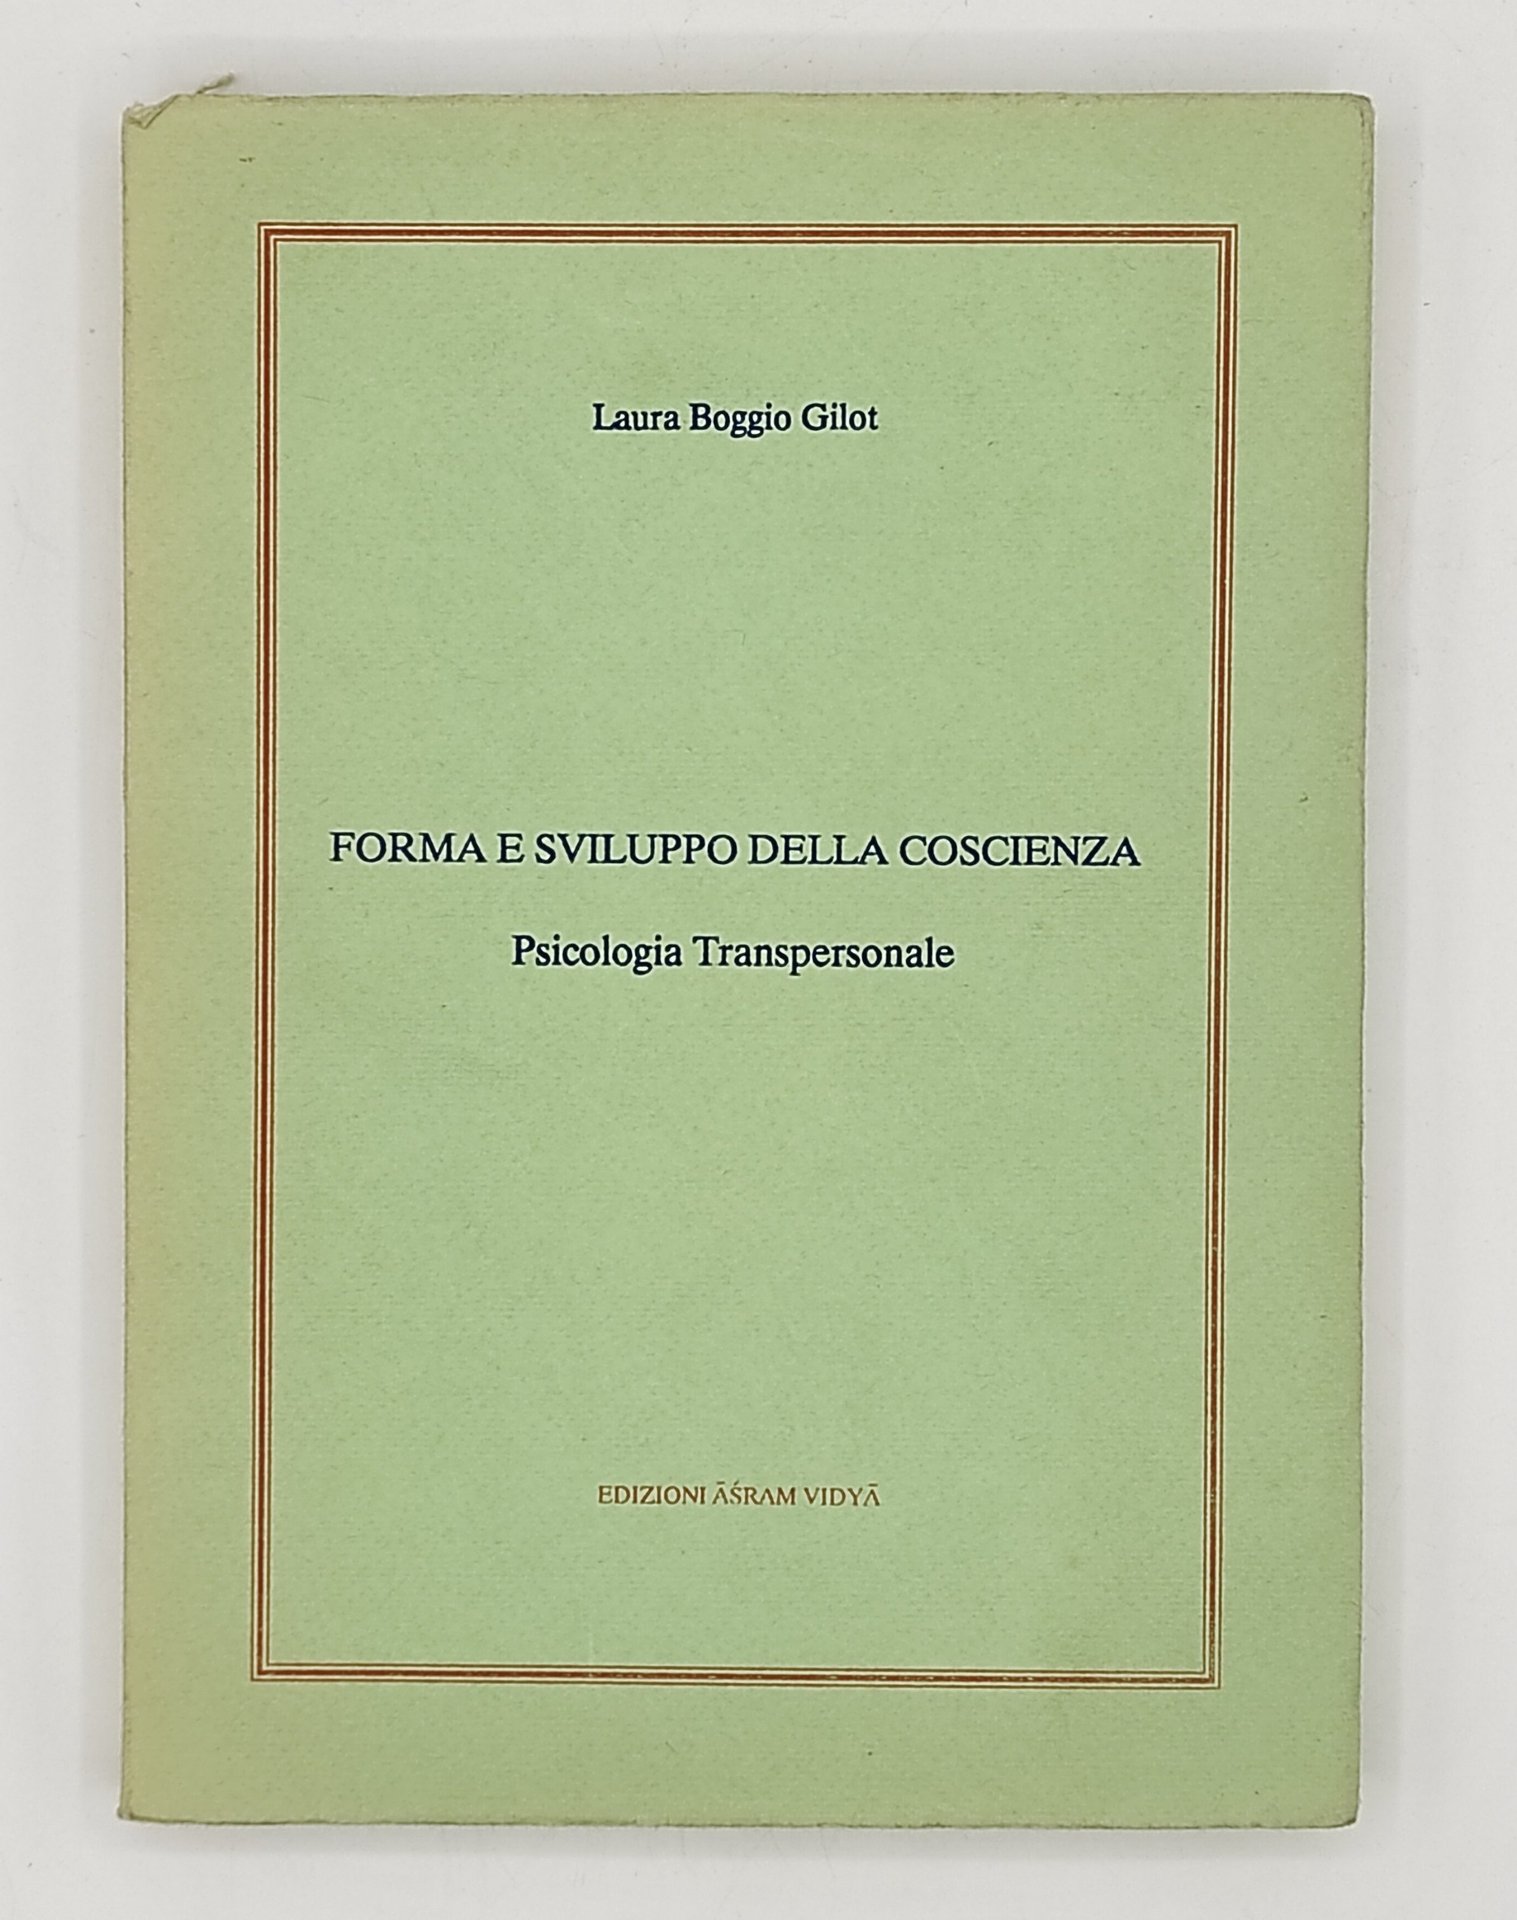 Laura Boggio Gilot
FORMA E SVILUPPO DELLA COSCIENZA
Psicologia Transpersonale
EDIZIONI ĀŚRAM VIDYĀ